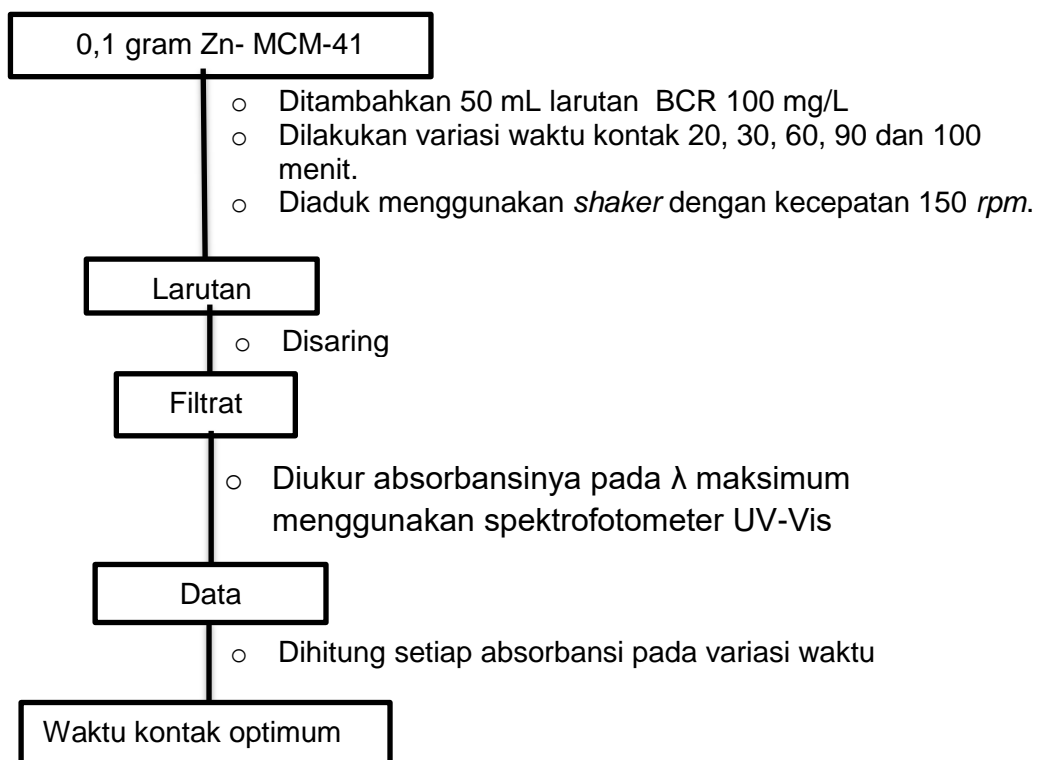 0,1 gram Zn- MCM-41
○ Ditambahkan 50 mL larutan BCR 100 mg/L
○ Dilakukan variasi waktu kontak 20, 30, 60, 90 dan 100
menit.
○ Diaduk menggunakan shaker dengan kecepatan 150 rpm.
Larutan
○ Disaring
Filtrat
○ Diukur absorbansinya pada λ maksimum
menggunakan spektrofotometer UV-Vis
Data
○ Dihitung setiap absorbansi pada variasi waktu
Waktu kontak optimum